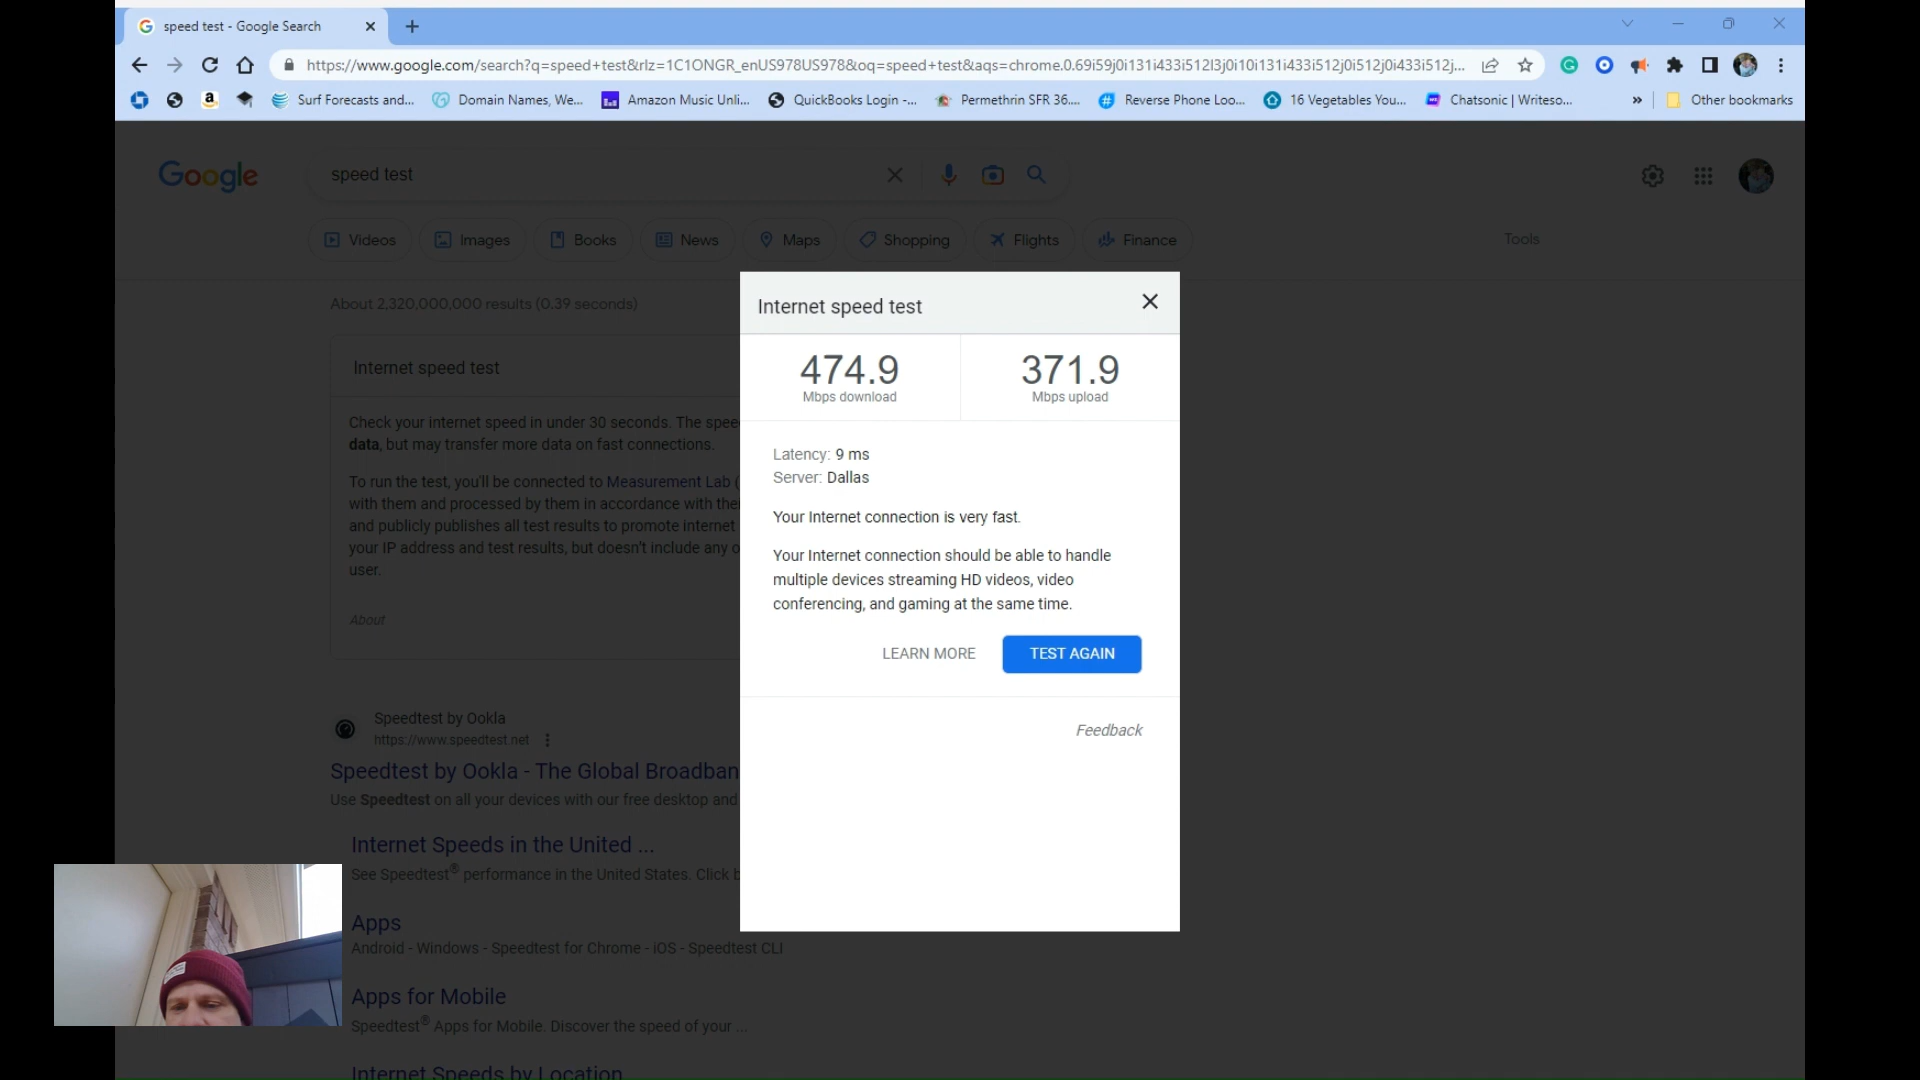 speed test - Google Search
https://www.google.com/search?q=speed+test&rlz=1C1ONGR_enUS978US978&oq=speed+test&aqs=chrome.0.69i59j0i131i433i512l3j0i10i131i433i512j0i512j0i433i512j...
Surf Forecasts and...
Domain Names, We...
Amazon Music Unli...
QuickBooks Login -...
Permethrin SFR 36....
Reverse Phone Loo...
16 Vegetables You...
Chatsonic | Writeso...
»
Other bookmarks
Google
speed test
Videos
Images
Books
News
Maps
Shopping
Flights
Finance
Tools
About 2,320,000,000 results (0.39 seconds)
Internet speed test
Check your internet speed in under 30 seconds. The spee
data, but may transfer more data on fast connections.
To run the test, you'll be connected to Measurement Lab (
with them and processed by them in accordance with thei
and publicly publishes all test results to promote internet
your IP address and test results, but doesn't include any o
user.
About
Internet speed test
474.9
Mbps download
371.9
Mbps upload
Latency: 9 ms
Server: Dallas
Your Internet connection is very fast.
Your Internet connection should be able to handle
multiple devices streaming HD videos, video
conferencing, and gaming at the same time.
LEARN MORE
TEST AGAIN
Feedback
Speedtest by Ookla
https://www.speedtest.net
Speedtest by Ookla - The Global Broadban
Use Speedtest on all your devices with our free desktop and
Internet Speeds in the United ...
See Speedtest® performance in the United States. Click b
Apps
Android - Windows - Speedtest for Chrome - iOS - Speedtest CLI
Apps for Mobile
Speedtest® Apps for Mobile. Discover the speed of your ...
Internet Speeds by Location